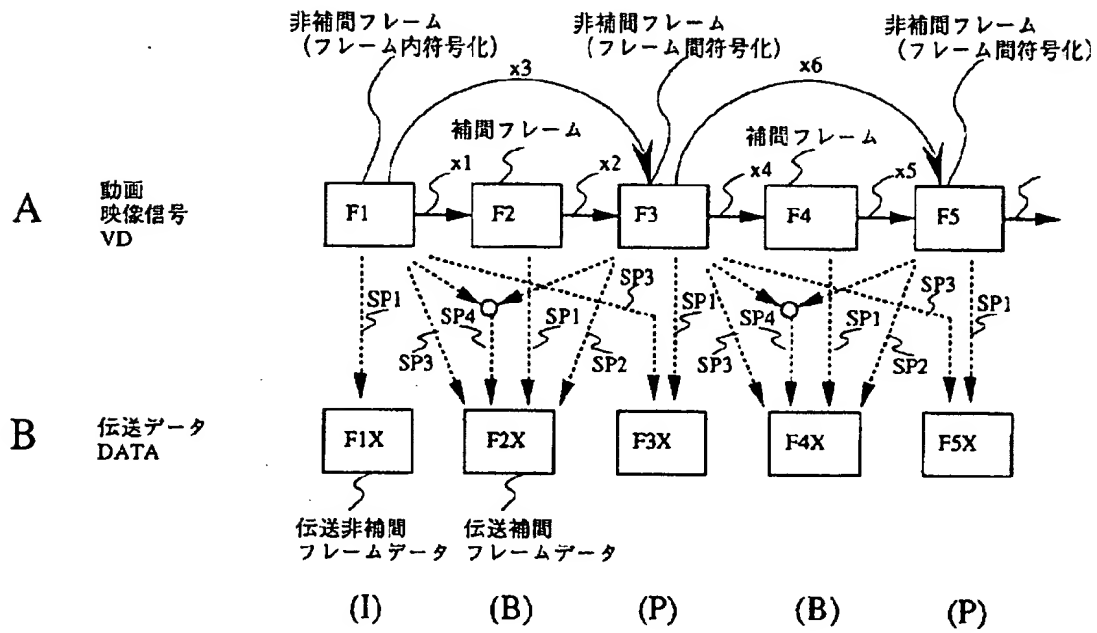 非補間フレーム
(フレーム内符号化)
非補間フレーム
(フレーム間符号化)
非補間フレーム
(フレーム間符号化)
x3
x6
補間フレーム
補間フレーム
x1
x2
x4
x5
A
動画
映像信号
VD
F1
F2
F3
F4
F5
SP1
SP3
SP4
SP1
SP2
SP3
SP1
SP3
SP4
SP1
SP2
SP3
SP1
B
伝送データ
DATA
F1X
F2X
F3X
F4X
F5X
伝送非補間
フレームデータ
伝送補間
フレームデータ
(I)
(B)
(P)
(B)
(P)